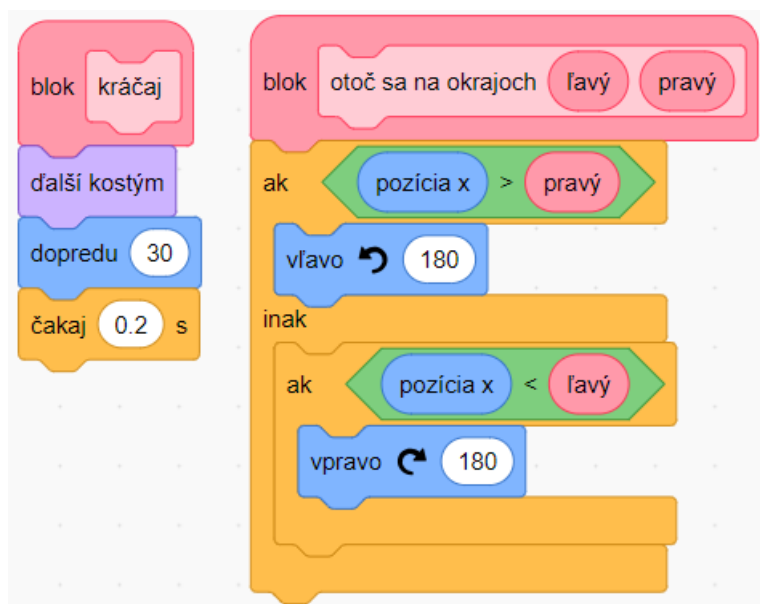 blok kráčaj
ďalší kostým
dopredu 30
čakaj 0.2 s
blok otoč sa na okrajoch ľavý pravý
ak pozícia x > pravý
vľavo 180
inak
ak pozícia x < ľavý
vpravo 180